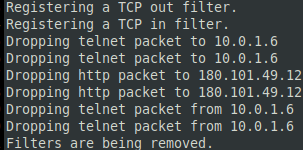 Registering a TCP out filter.
Registering a TCP in filter.
Dropping telnet packet to 10.0.1.6
Dropping telnet packet to 10.0.1.6
Dropping http packet to 180.101.49.12
Dropping http packet to 180.101.49.12
Dropping telnet packet from 10.0.1.6
Dropping telnet packet from 10.0.1.6
Filters are being removed.